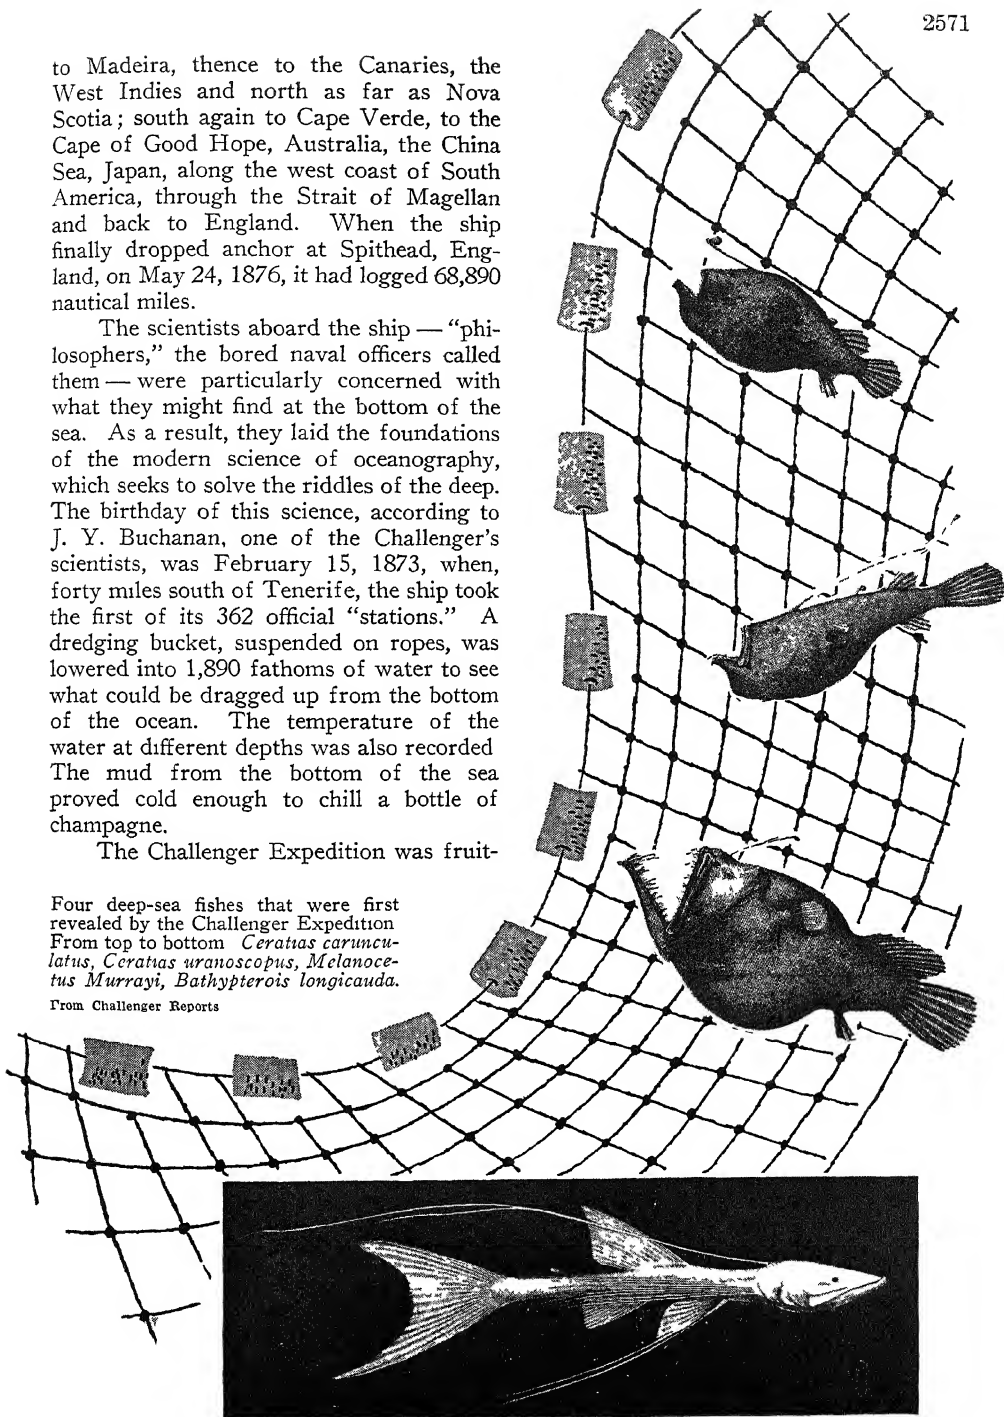 2571
to Madeira, thence to the Canaries, the
West Indies and north as far as Nova
Scotia; south again to Cape Verde, to the
Cape of Good Hope, Australia, the China
Sea, Japan, along the west coast of South
America, through the Strait of Magellan
and back to England. When the ship
finally dropped anchor at Spithead, Eng-
land, on May 24, 1876, it had logged 68,890
nautical miles.
The scientists aboard the ship — "phi-
losophers," the bored naval officers called
them — were particularly concerned with
what they might find at the bottom of the
sea. As a result, they laid the foundations
of the modern science of oceanography,
which seeks to solve the riddles of the deep.
The birthday of this science, according to
J. Y. Buchanan, one of the Challenger's
scientists, was February 15, 1873, when,
forty miles south of Tenerife, the ship took
the first of its 362 official "stations." A
dredging bucket, suspended on ropes, was
lowered into 1,890 fathoms of water to see
what could be dragged up from the bottom
of the ocean. The temperature of the
water at different depths was also recorded
The mud from the bottom of the sea
proved cold enough to chill a bottle of
champagne.
The Challenger Expedition was fruit-
Four deep-sea fishes that were first
revealed by the Challenger Expedition
From top to bottom Ceratias caruncu-
latus, Ceratias uranoscopus, Melanoce-
tus Murrayi, Bathypterois longicauda.
From Challenger Reports